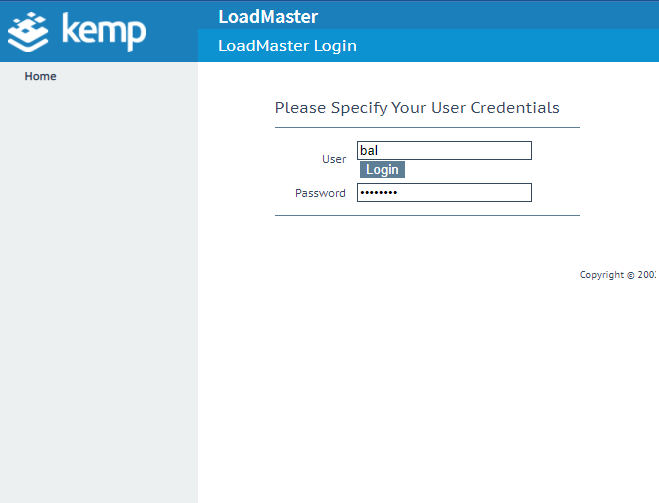 kemp
LoadMaster
LoadMaster Login
Home
Please Specify Your User Credentials
User
bal
Login
Password
••••••••
Copyright ©